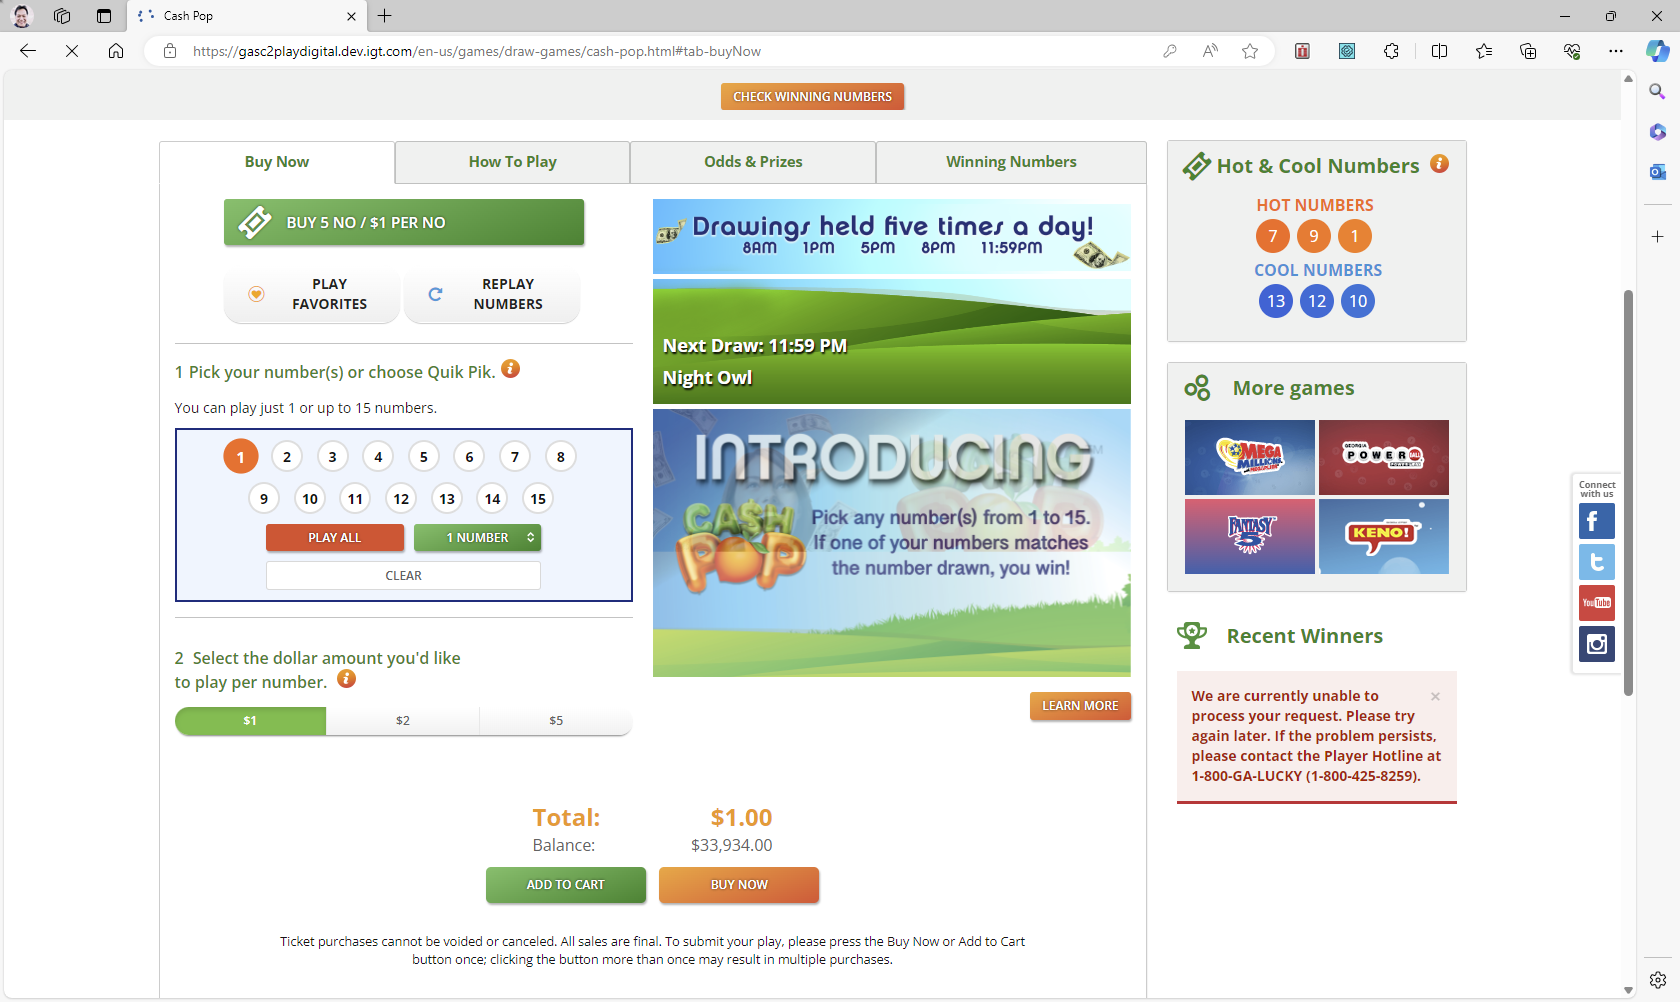 Cash Pop
https://gasc2playdigital.dev.igt.com/en-us/games/draw-games/cash-pop.html#tab-buyNow
CHECK WINNING NUMBERS
Buy Now
How To Play
Odds & Prizes
Winning Numbers
BUY 5 NO / $1 PER NO
PLAY
FAVORITES
REPLAY
NUMBERS
1 Pick your number(s) or choose Quik Pik.
You can play just 1 or up to 15 numbers.
1 2 3 4 5 6 7 8
9 10 11 12 13 14 15
PLAY ALL
1 NUMBER
CLEAR
2 Select the dollar amount you'd like
to play per number.
$1 $2 $5
Drawings held five times a day!
8AM 1PM 5PM 8PM 11:59PM
Next Draw: 11:59 PM
Night Owl
INTRODUCING
CASH
POP
Pick any number(s) from 1 to 15.
If one of your numbers matches
the number drawn, you win!
LEARN MORE
Total: $1.00
Balance: $33,934.00
ADD TO CART
BUY NOW
Ticket purchases cannot be voided or canceled. All sales are final. To submit your play, please press the Buy Now or Add to Cart
button once; clicking the button more than once may result in multiple purchases.
Hot & Cool Numbers
HOT NUMBERS
7 9 1
COOL NUMBERS
13 12 10
More games
MEGA
MILLIONS
GEORGIA
POWERBALL
FANTASY
5
KENO!
Recent Winners
We are currently unable to
process your request. Please try
again later. If the problem persists,
please contact the Player Hotline at
1-800-GA-LUCKY (1-800-425-8259).
Connect
with us
YouTube